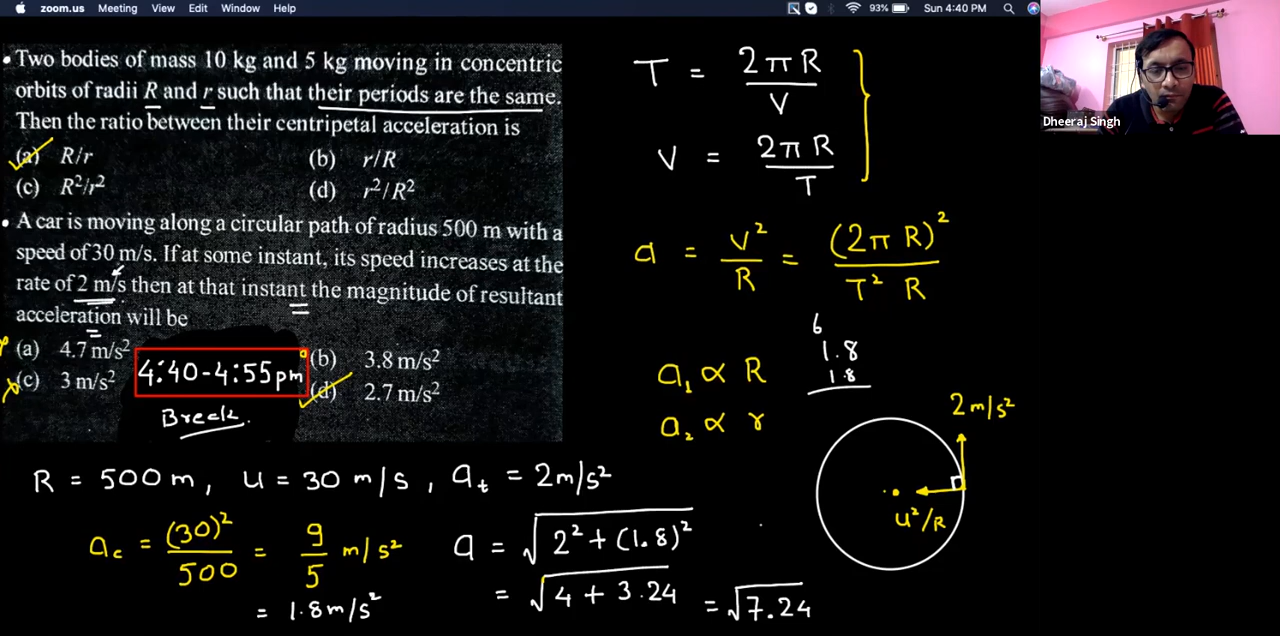 zoom.us Meeting View Edit Window Help 93% Sun 4:40 PM
Dheeraj Singh
• Two bodies of mass 10 kg and 5 kg moving in concentric
orbits of radii R and r such that their periods are the same.
Then the ratio between their centripetal acceleration is
(a) R/r (b) r/R
(c) R²/r² (d) r²/R²
• A car is moving along a circular path of radius 500 m with a
speed of 30 m/s. If at some instant, its speed increases at the
rate of 2 m/s then at that instant the magnitude of resultant
acceleration will be
(a) 4.7 m/s² (b) 3.8 m/s²
(c) 3 m/s² (d) 2.7 m/s²
4:40-4:55pm
Break.
T = 2πR / V
V = 2πR / T
a = V² / R = (2πR)² / T² R
a₁ ∝ R
a₂ ∝ r
6
1.8
1.8
2m/s²
u²/R
R = 500m, u = 30 m/s, aₜ = 2m/s²
a_c = (30)² / 500 = 9 / 5 m/s²
= 1.8m/s²
a = √2² + (1.8)²
= √4 + 3.24 = √7.24